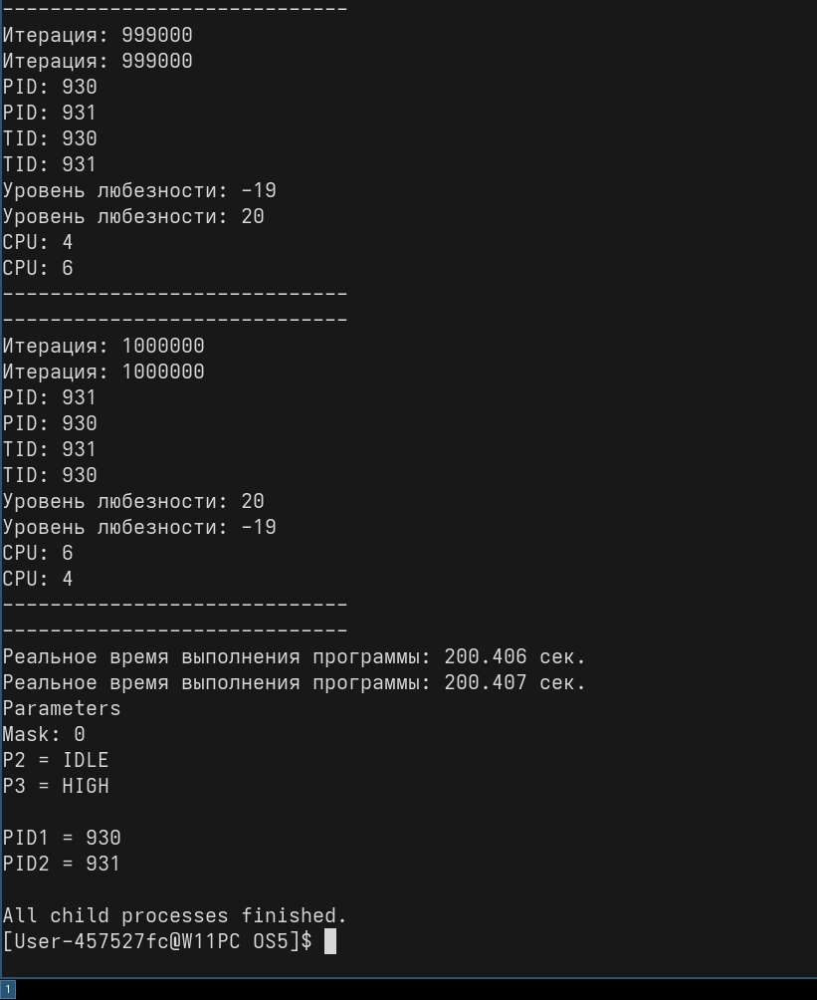 -----------------------------
Итерация: 999000
Итерация: 999000
PID: 930
PID: 931
TID: 930
TID: 931
Уровень любезности: -19
Уровень любезности: 20
CPU: 4
CPU: 6
-----------------------------
-----------------------------
Итерация: 1000000
Итерация: 1000000
PID: 931
PID: 930
TID: 931
TID: 930
Уровень любезности: 20
Уровень любезности: -19
CPU: 6
CPU: 4
-----------------------------
-----------------------------
Реальное время выполнения программы: 200.406 сек.
Реальное время выполнения программы: 200.407 сек.
Parameters
Mask: 0
P2 = IDLE
P3 = HIGH
PID1 = 930
PID2 = 931
All child processes finished.
[User-457527fc@W11PC OS5]$
1